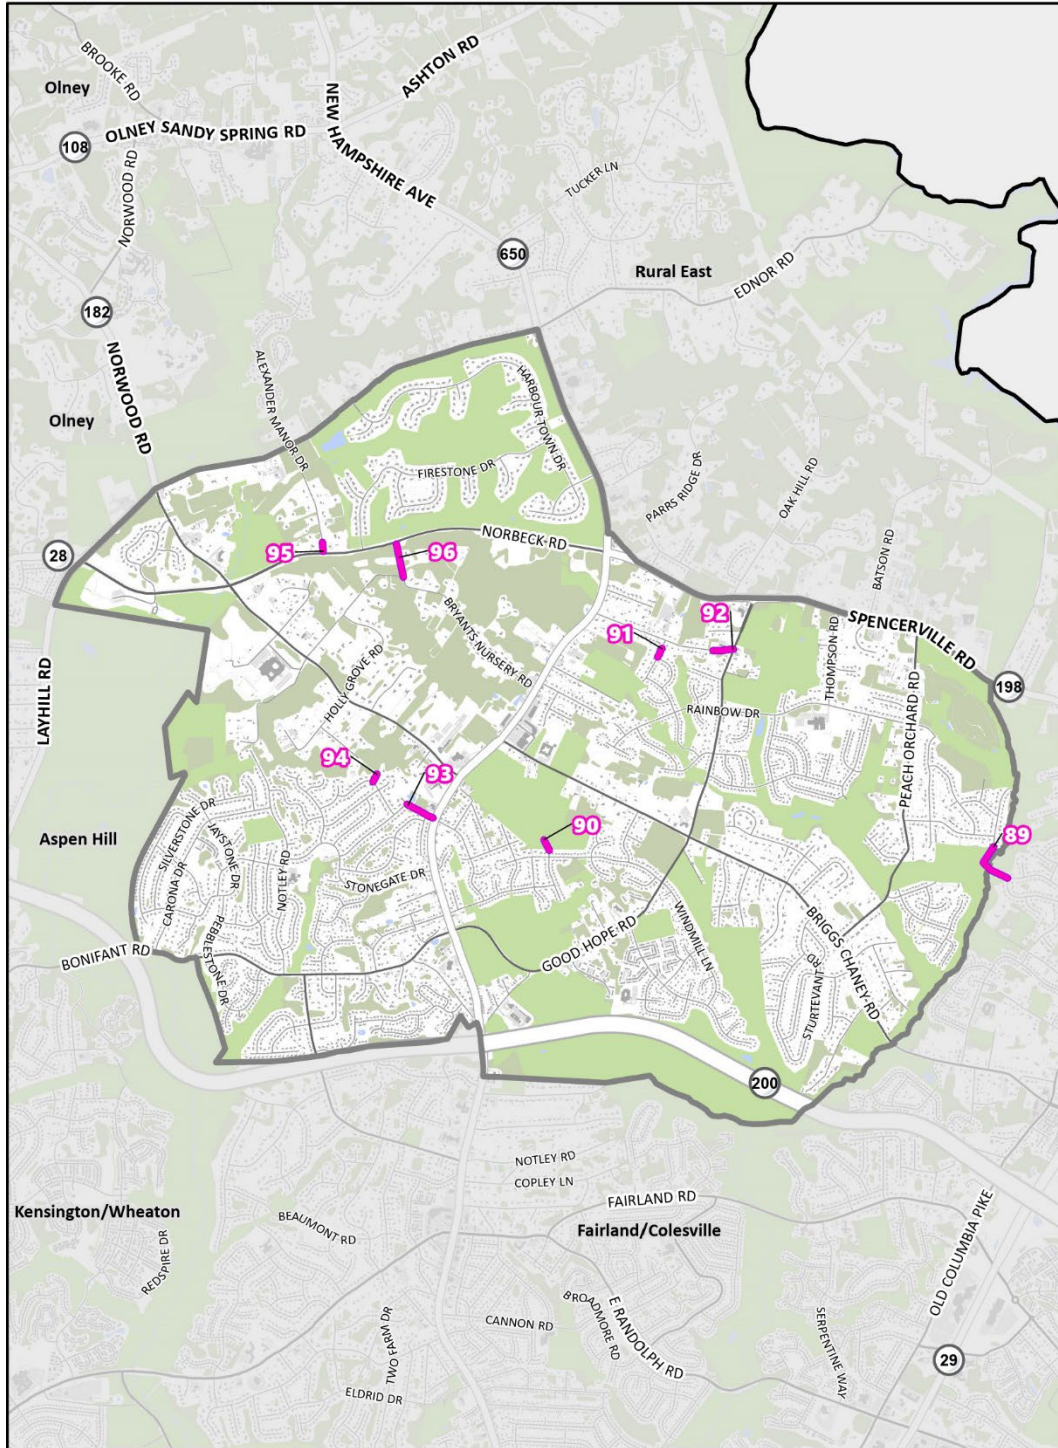 BROOKE RD
Olney
ASHTON RD
NEW HAMPSHIRE AVE
OLNEY SANDY SPRING RD
108
NORWOOD RD
TUCKER LN
650
Rural East
EDNOR RD
182
NORWOOD RD
ALEXANDER MANOR DR
HARBOUR TOWN DR
Olney
FIRESTONE DR
PARRS RIDGE DR
OAK HILL RD
NORBECK RD
BATSON RD
28
95
96
92
91
BRYANTS NURSERY RD
SPENCERVILLE RD
THOMPSON RD
HOLLY GROVE RD
PEACH ORCHARD RD
198
LAYHILL RD
RAINBOW DR
94
93
90
89
Aspen Hill
SILVERSTONE DR
JAYSTONE DR
CARONA DR
NOTLEY RD
STONEGATE DR
PEBBLESTONE DR
BONIFANT RD
GOOD HOPE RD
WINDMILL LN
BRIGGS CHANEY RD
STURTEVANT RD
200
NOTLEY RD
COPLEY LN
FAIRLAND RD
Kensington/Wheaton
BEAUMONT RD
Fairland/Colesville
REDSPIRE DR
OLD COLUMBIA PIKE
BROADMORE RD
E RANDOLPH RD
CANNON RD
TWO FARM DR
SERPENTINE WAY
29
ELDRID DR